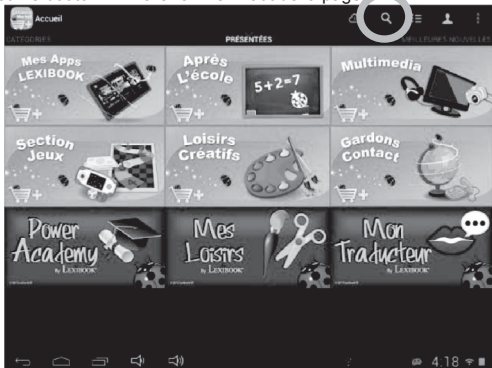 Accueil
CATÉGORIES
PRÉSENTÉES
MEILLEURES NOUVELLES
Mes Apps
LEXIBOOK
Après
L'école
5+2=7
Multimedia
Section
Jeux
Loisirs
Créatifs
Gardons
Contact
Power
Academy
By LEXIBOOK
Mes
Loisirs
By LEXIBOOK
Mon
Traducteur
By LEXIBOOK
4:18